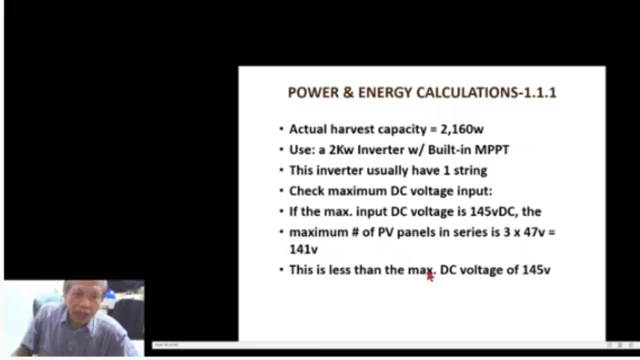 POWER & ENERGY CALCULATIONS-1.1.1
• Actual harvest capacity = 2,160w
• Use: a 2Kw Inverter w/ Built-in MPPT
• This inverter usually have 1 string
• Check maximum DC voltage input:
• If the max. input DC voltage is 145vDC, the
• maximum # of PV panels in series is 3 x 47v =
141v
• This is less than the max. DC voltage of 145v